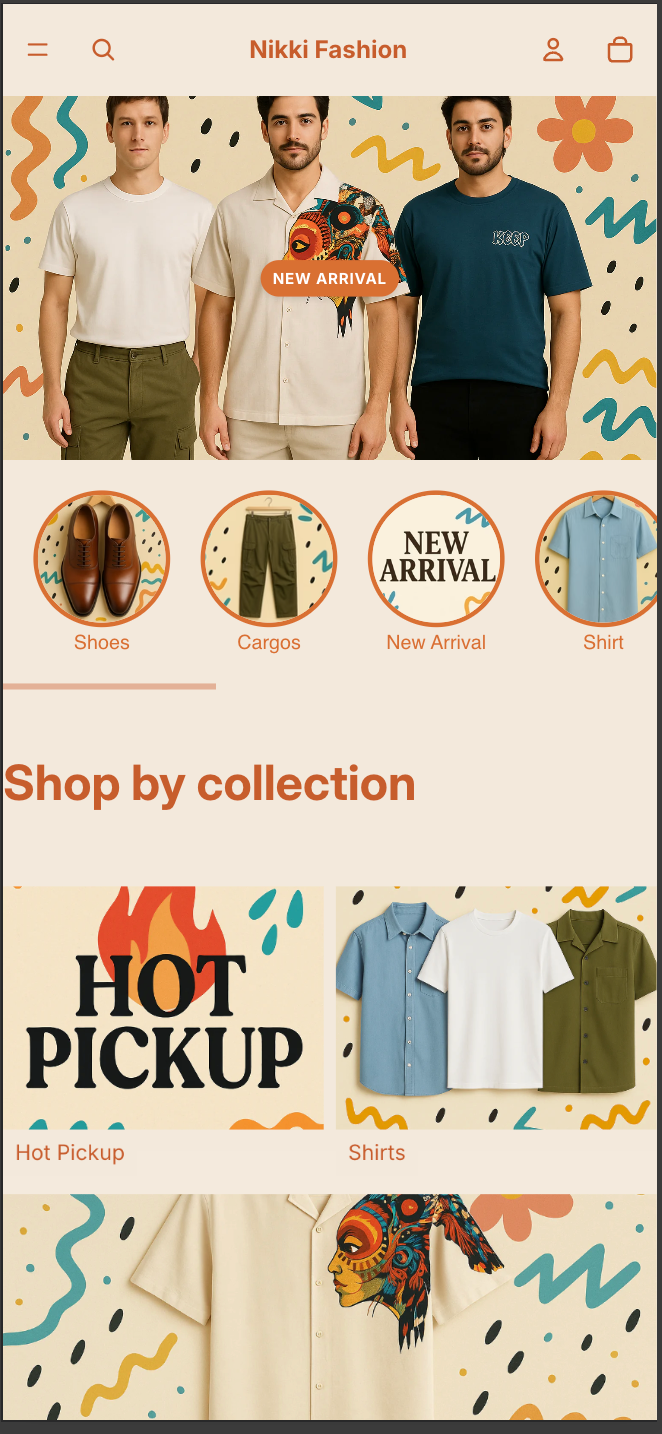 Nikki Fashion
KEEP
NEW ARRIVAL
NEW
ARRIVAL
Shoes
Cargos
New Arrival
Shirt
Shop by collection
HOT
PICKUP
Hot Pickup
Shirts